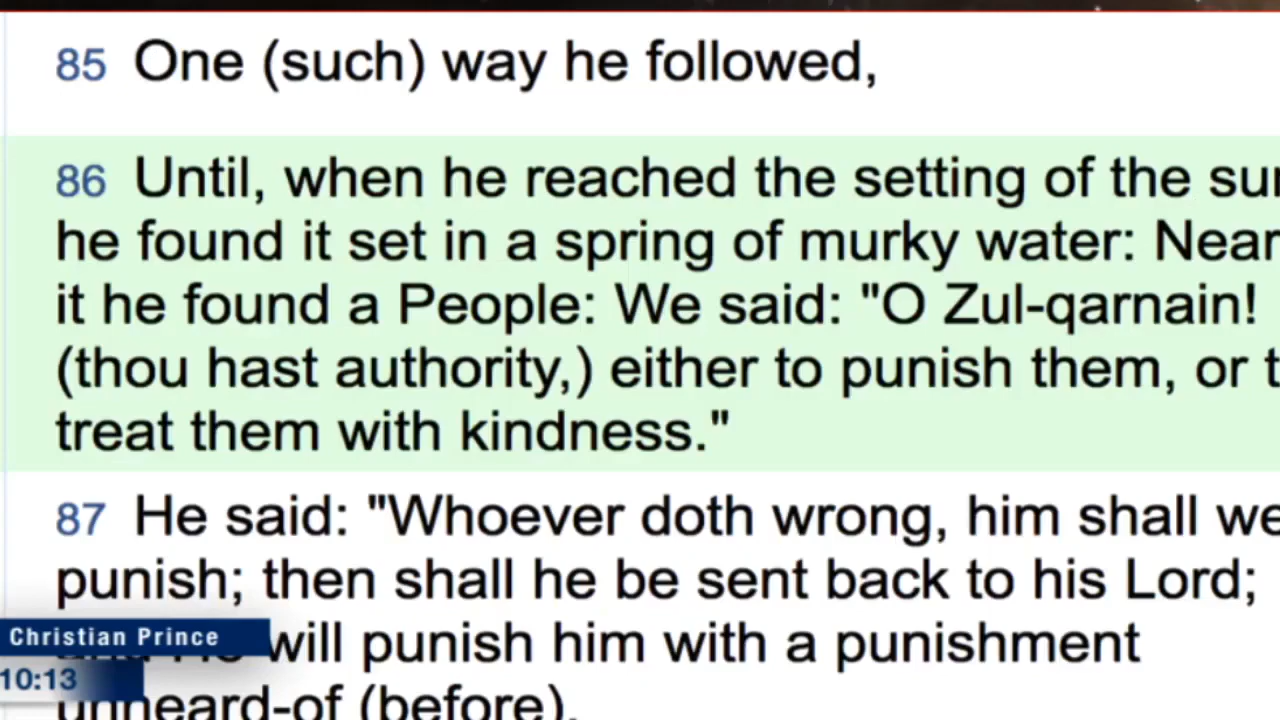 85 One (such) way he followed,
86 Until, when he reached the setting of the
he found it set in a spring of murky water: Near
it he found a People: We said: "O Zul-qarnain!
(thou hast authority,) either to punish them, or
treat them with kindness."
87 He said: "Whoever doth wrong, him shall we
punish; then shall he be sent back to his Lord;
will punish him with a punishment
unheard-of (before).
Christian Prince
10:13